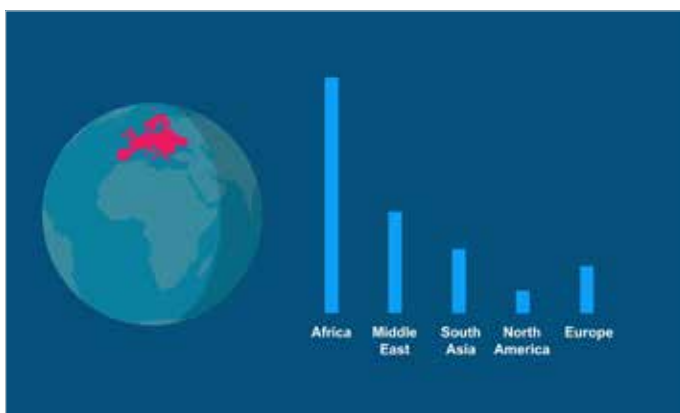 Africa
Middle
East
South
Asia
North
America
Europe